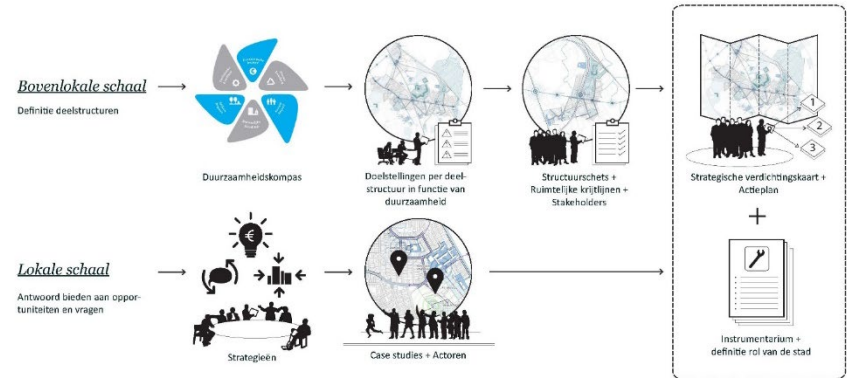 Bovenlokale schaal
Definitie deelstructuren
Duurzaamheidskompas
Doelstellingen per deel-
structuur in functie van
duurzaamheid
Structuurschets +
Ruimtelijke krijtlijnen +
Stakeholders
1
2
3
Strategische verdichtingskaart +
Actieplan
+
Lokale schaal
Antwoord bieden aan oppor-
tuniteiten en vragen
€
Strategieën
Case studies + Actoren
Instrumentarium +
definitie rol van de stad